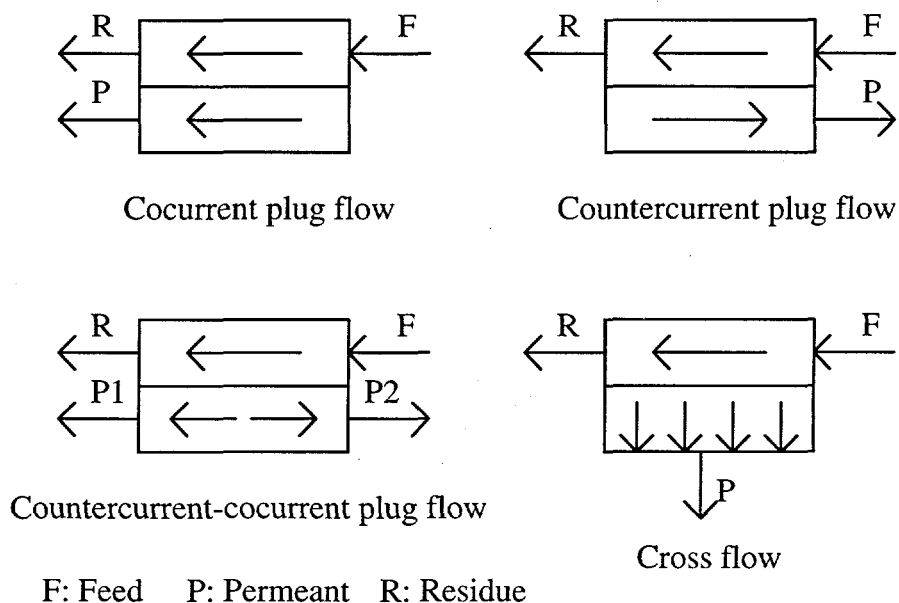 R F
P
Cocurrent plug flow
R F
P
Countercurrent plug flow
R F
P1 P2
Countercurrent-cocurrent plug flow
R F
P
Cross flow
F: Feed P: Permeant R: Residue